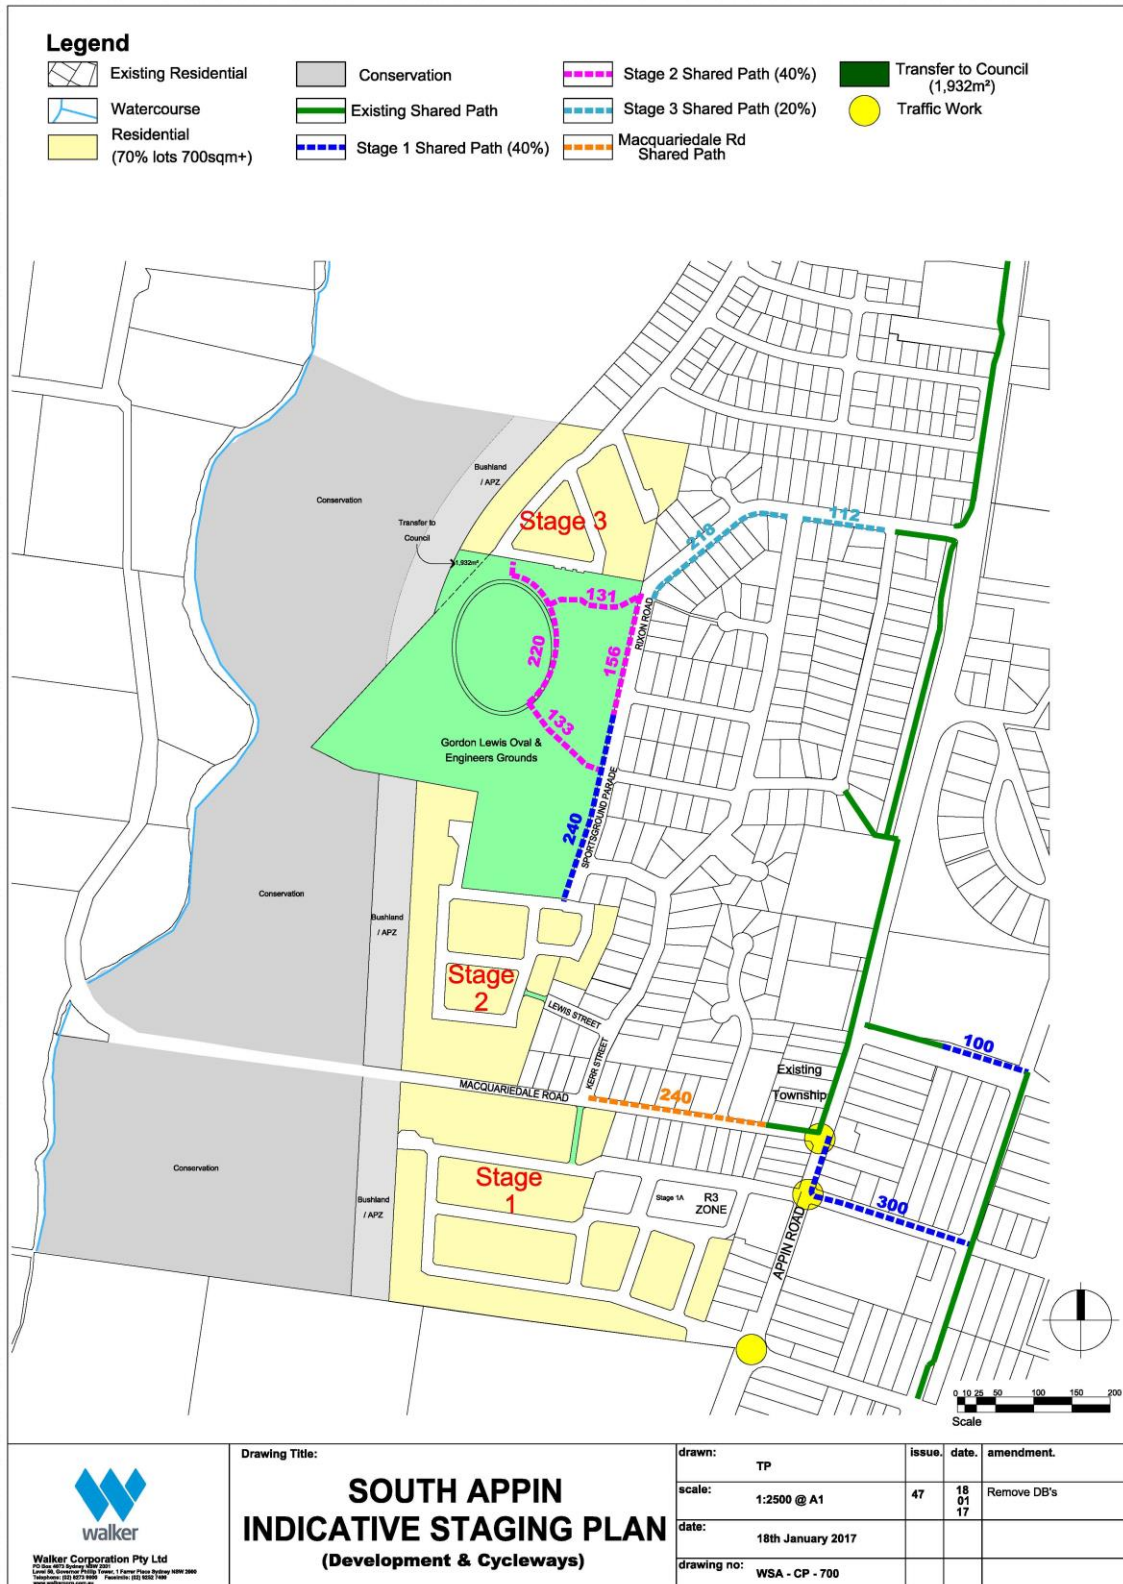 Legend
Existing Residential
Watercourse
Residential
(70% lots 700sqm+)
Conservation
Existing Shared Path
Stage 1 Shared Path (40%)
Stage 2 Shared Path (40%)
Stage 3 Shared Path (20%)
Macquariedale Rd
Shared Path
Transfer to Council
(1,932m²)
Traffic Work
Bushland
/ APZ
Conservation
Transfer to
Council
1,932m²
Stage 3
218
112
131
RIXON ROAD
220
156
133
Gordon Lewis Oval &
Engineers Grounds
SPORTSGROUND PARADE
240
Conservation
Bushland
/ APZ
Stage
2
LEWIS STREET
KERR STREET
100
Existing
Township
MACQUARIEDALE ROAD
240
Conservation
Bushland
/ APZ
Stage
1
Stage 1A
R3
ZONE
300
APPIN ROAD
0 10 25 50 100 150 200
Scale
walker
Walker Corporation Pty Ltd
Drawing Title:
SOUTH APPIN
INDICATIVE STAGING PLAN
(Development & Cycleways)
drawn:
TP
scale:
1:2500 @ A1
date:
18th January 2017
drawing no:
WSA - CP - 700
issue. date. amendment.
47 18 01 17 Remove DB's